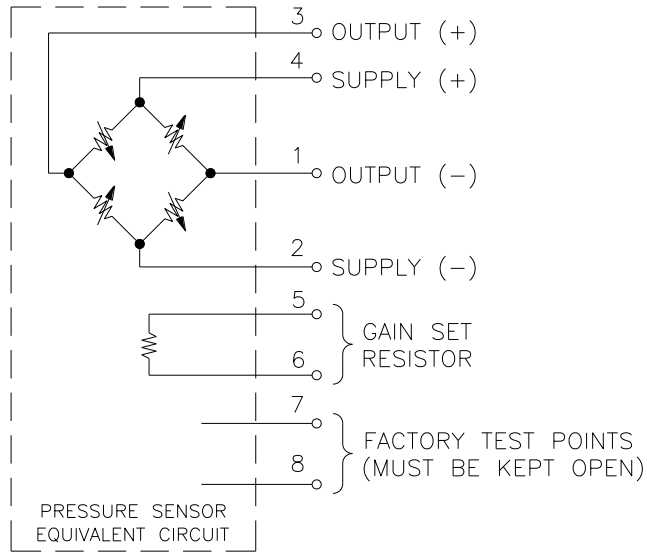 3 OUTPUT (+)
4 SUPPLY (+)
1 OUTPUT (-)
2 SUPPLY (-)
5
GAIN SET
RESISTOR
6
7
FACTORY TEST POINTS
(MUST BE KEPT OPEN)
8
PRESSURE SENSOR
EQUIVALENT CIRCUIT